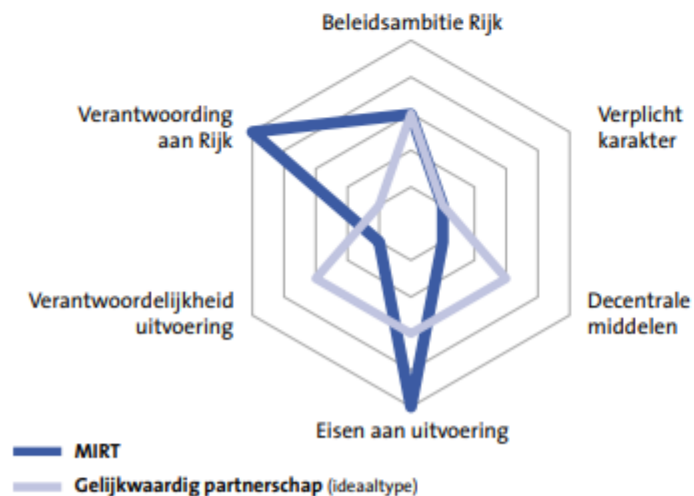 Beleidsambitie Rijk
Verantwoording
aan Rijk
Verplicht
karakter
Verantwoordelijkheid
uitvoering
Decentrale
middelen
Eisen aan uitvoering
MIRT
Gelijkwaardig partnerschap (ideaaltype)